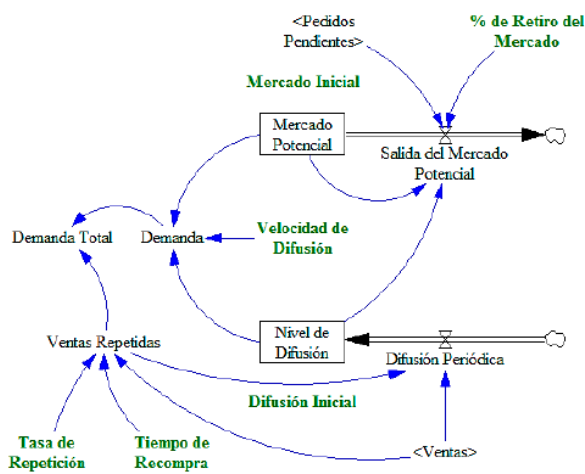 <Pedidos
Pendientes>
% de Retiro del
Mercado
Mercado Inicial
Mercado
Potencial
Salida del Mercado
Potencial
Demanda Total
Demanda
Velocidad de
Difusión
Nivel de
Difusión
Ventas Repetidas
Difusión Periódica
Difusión Inicial
Tasa de
Repetición
Tiempo de
Recompra
<Ventas>